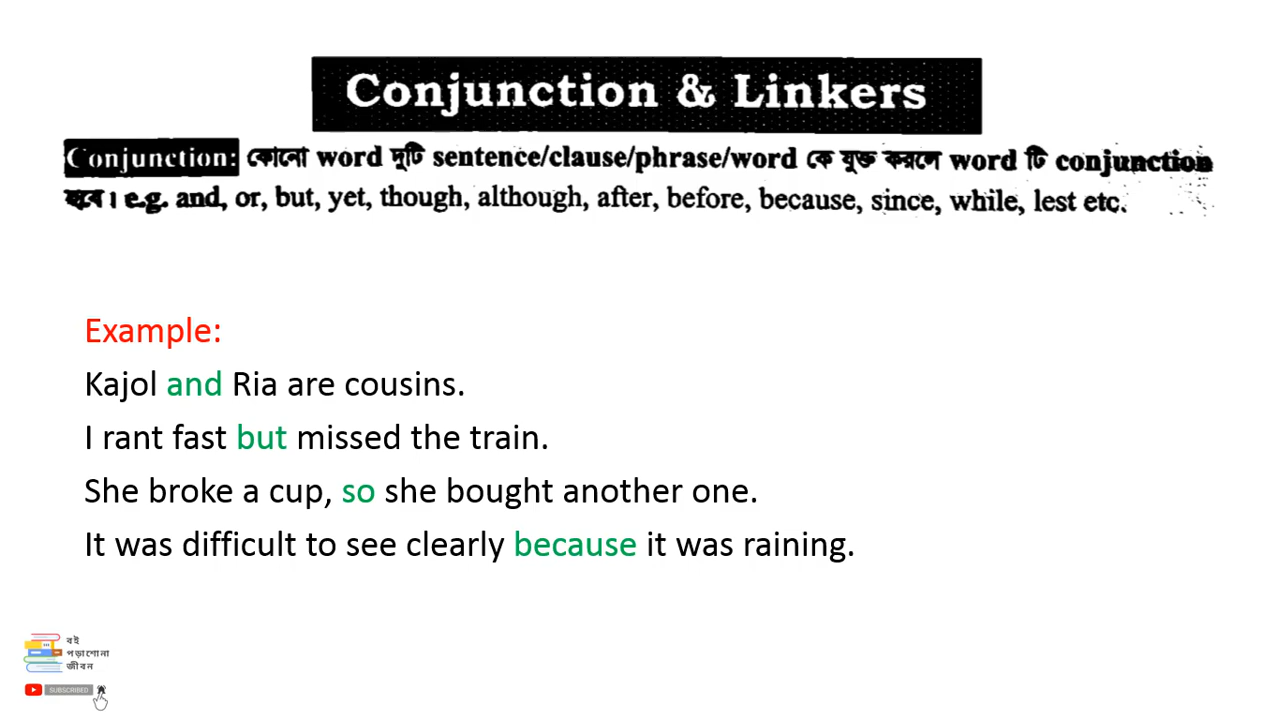 Conjunction & Linkers
Conjunction: কোনো word দুটি sentence/clause/phrase/word কে যুক্ত করলে word টি conjunction
হবে। e.g. and, or, but, yet, though, although, after, before, because, since, while, lest etc.
Example:
Kajol and Ria are cousins.
I rant fast but missed the train.
She broke a cup, so she bought another one.
It was difficult to see clearly because it was raining.
বই
পড়াশোনা
জীবন
SUBSCRIBED